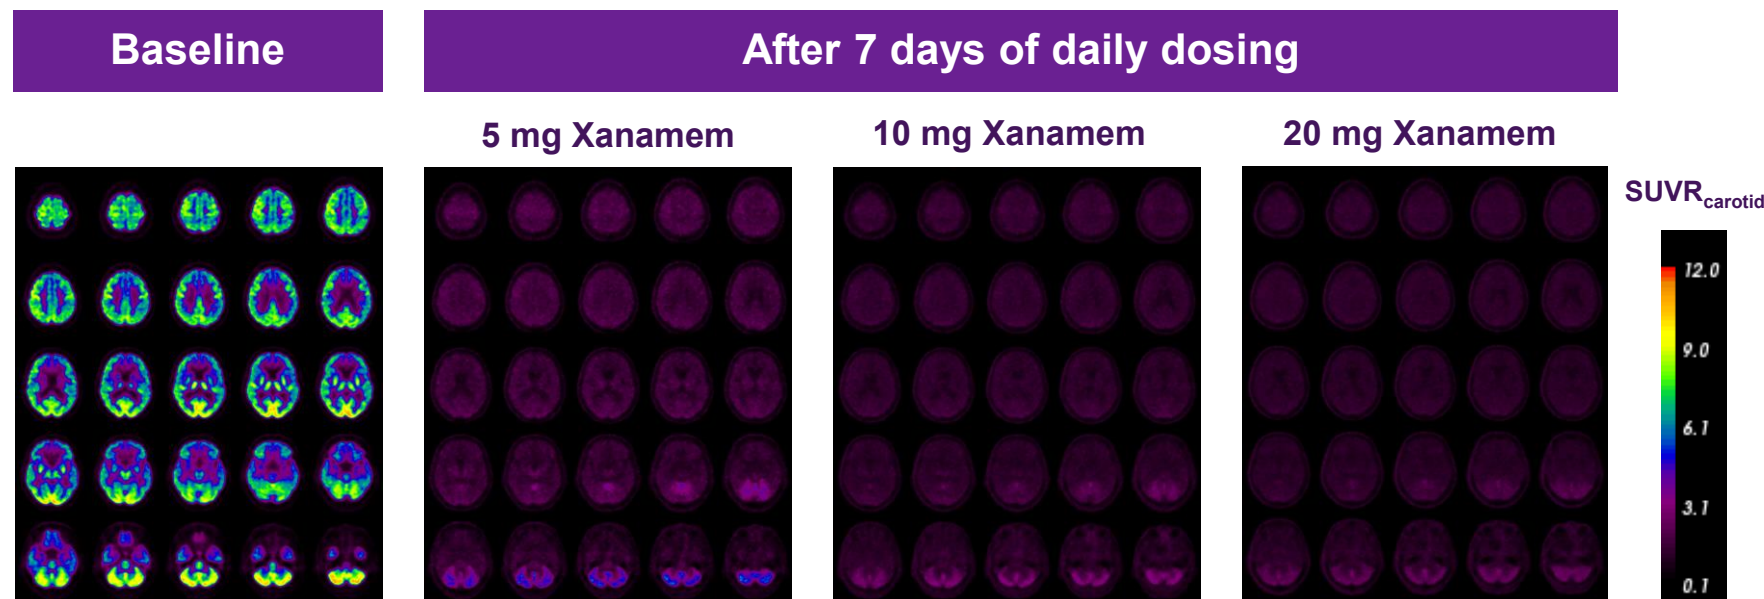 Baseline
After 7 days of daily dosing
5 mg Xanamem
10 mg Xanamem
20 mg Xanamem
SUVRcarotid
12.0
9.0
6.1
3.1
0.1